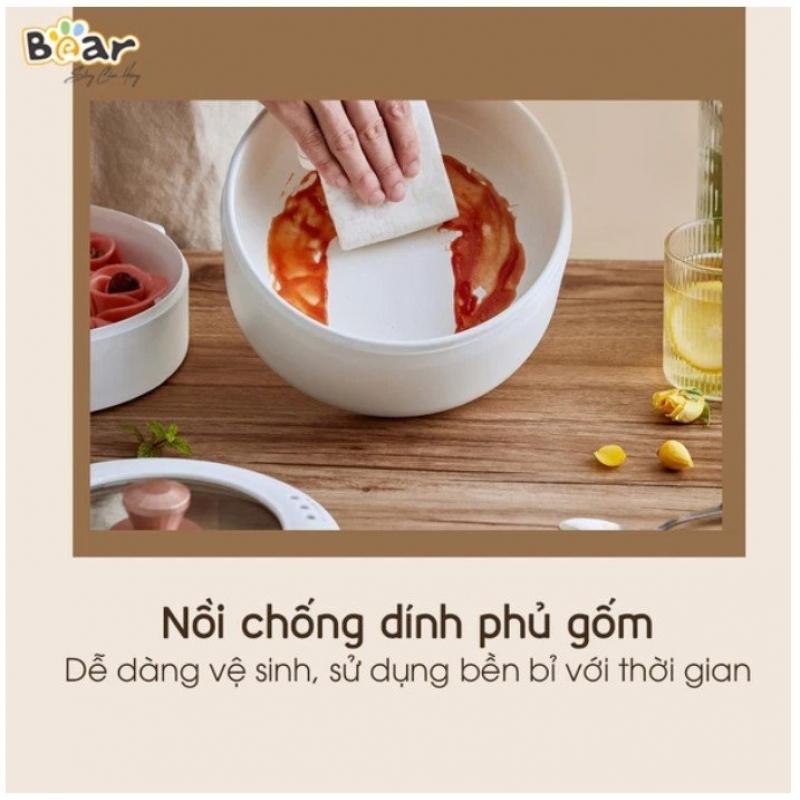 Bear
Nồi chống dính phủ gốm
Dễ dàng vệ sinh, sử dụng bền bỉ với thời gian